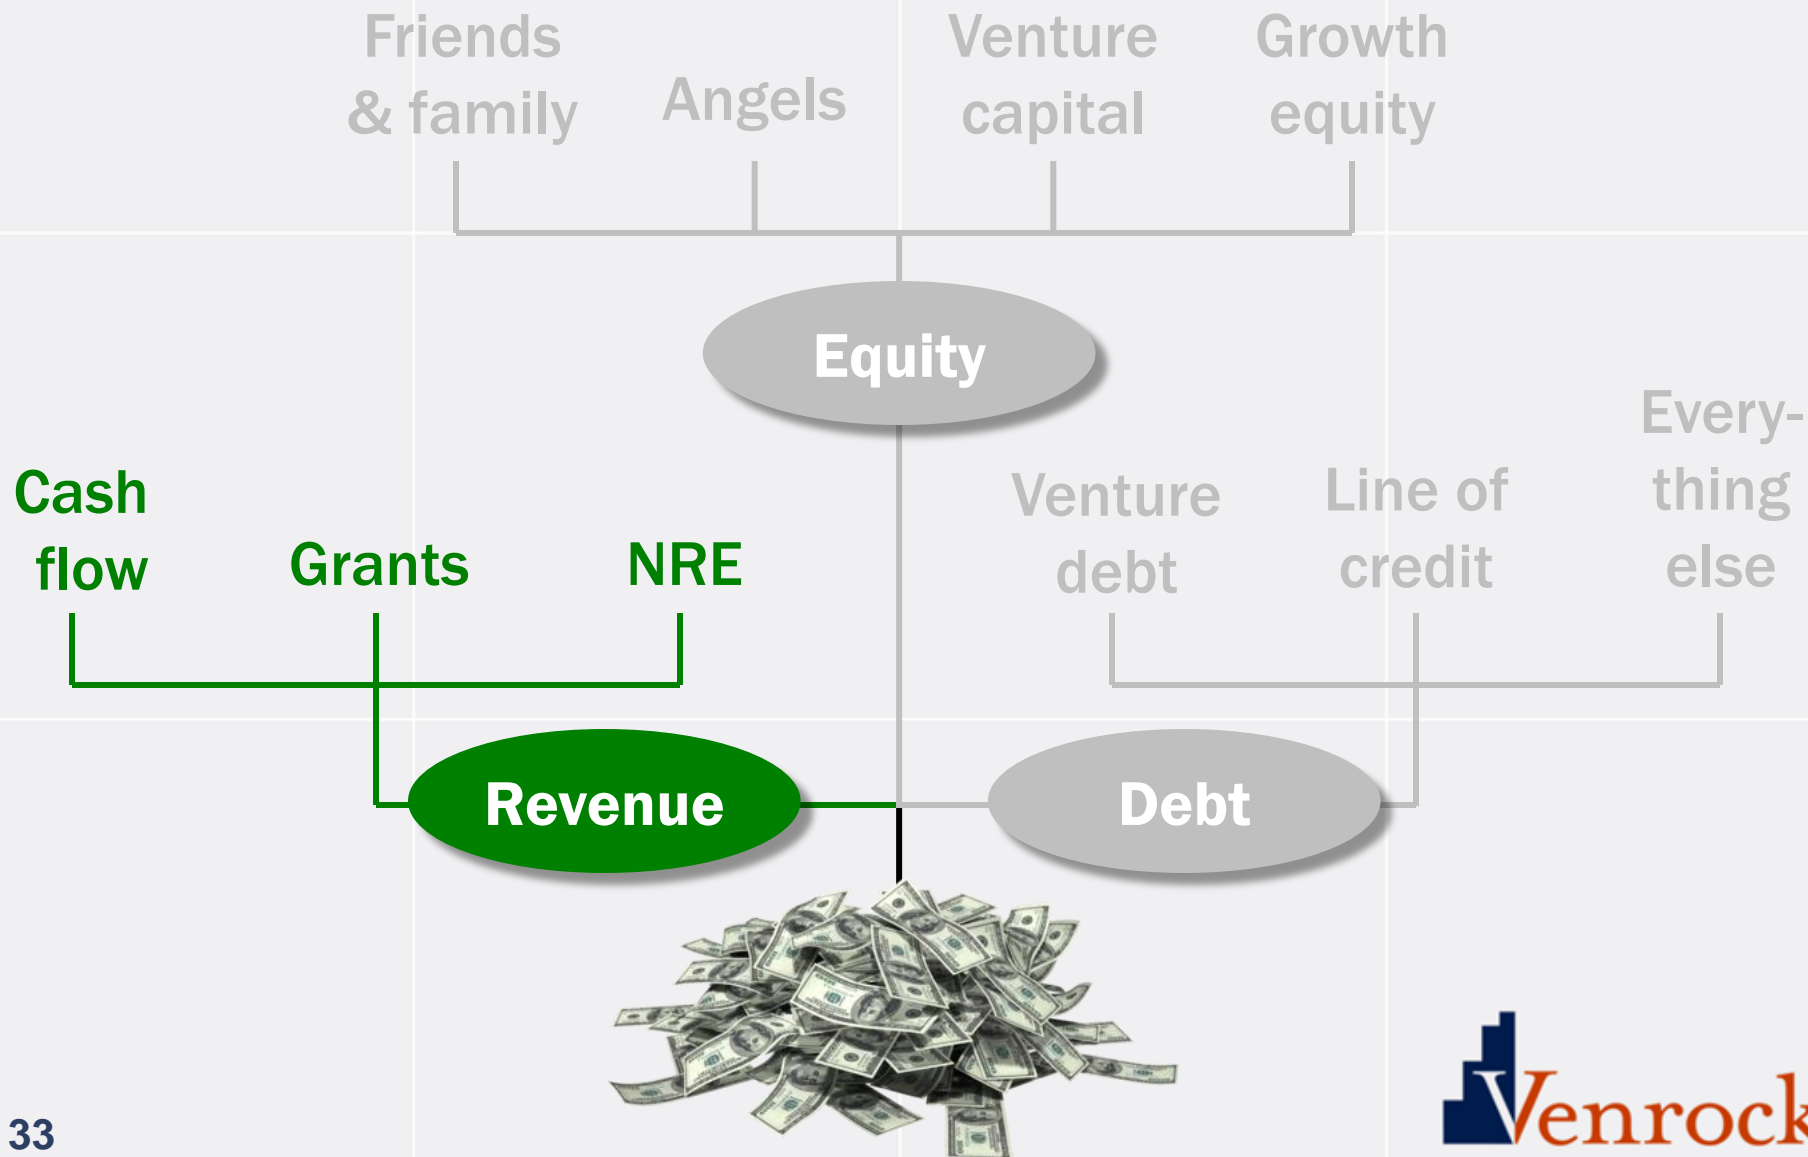 Friends
& family
Angels
Venture
capital
Growth
equity
Equity
Cash
flow
Grants
NRE
Venture
debt
Line of
credit
Every-
thing
else
Revenue
Debt
33
Venrock